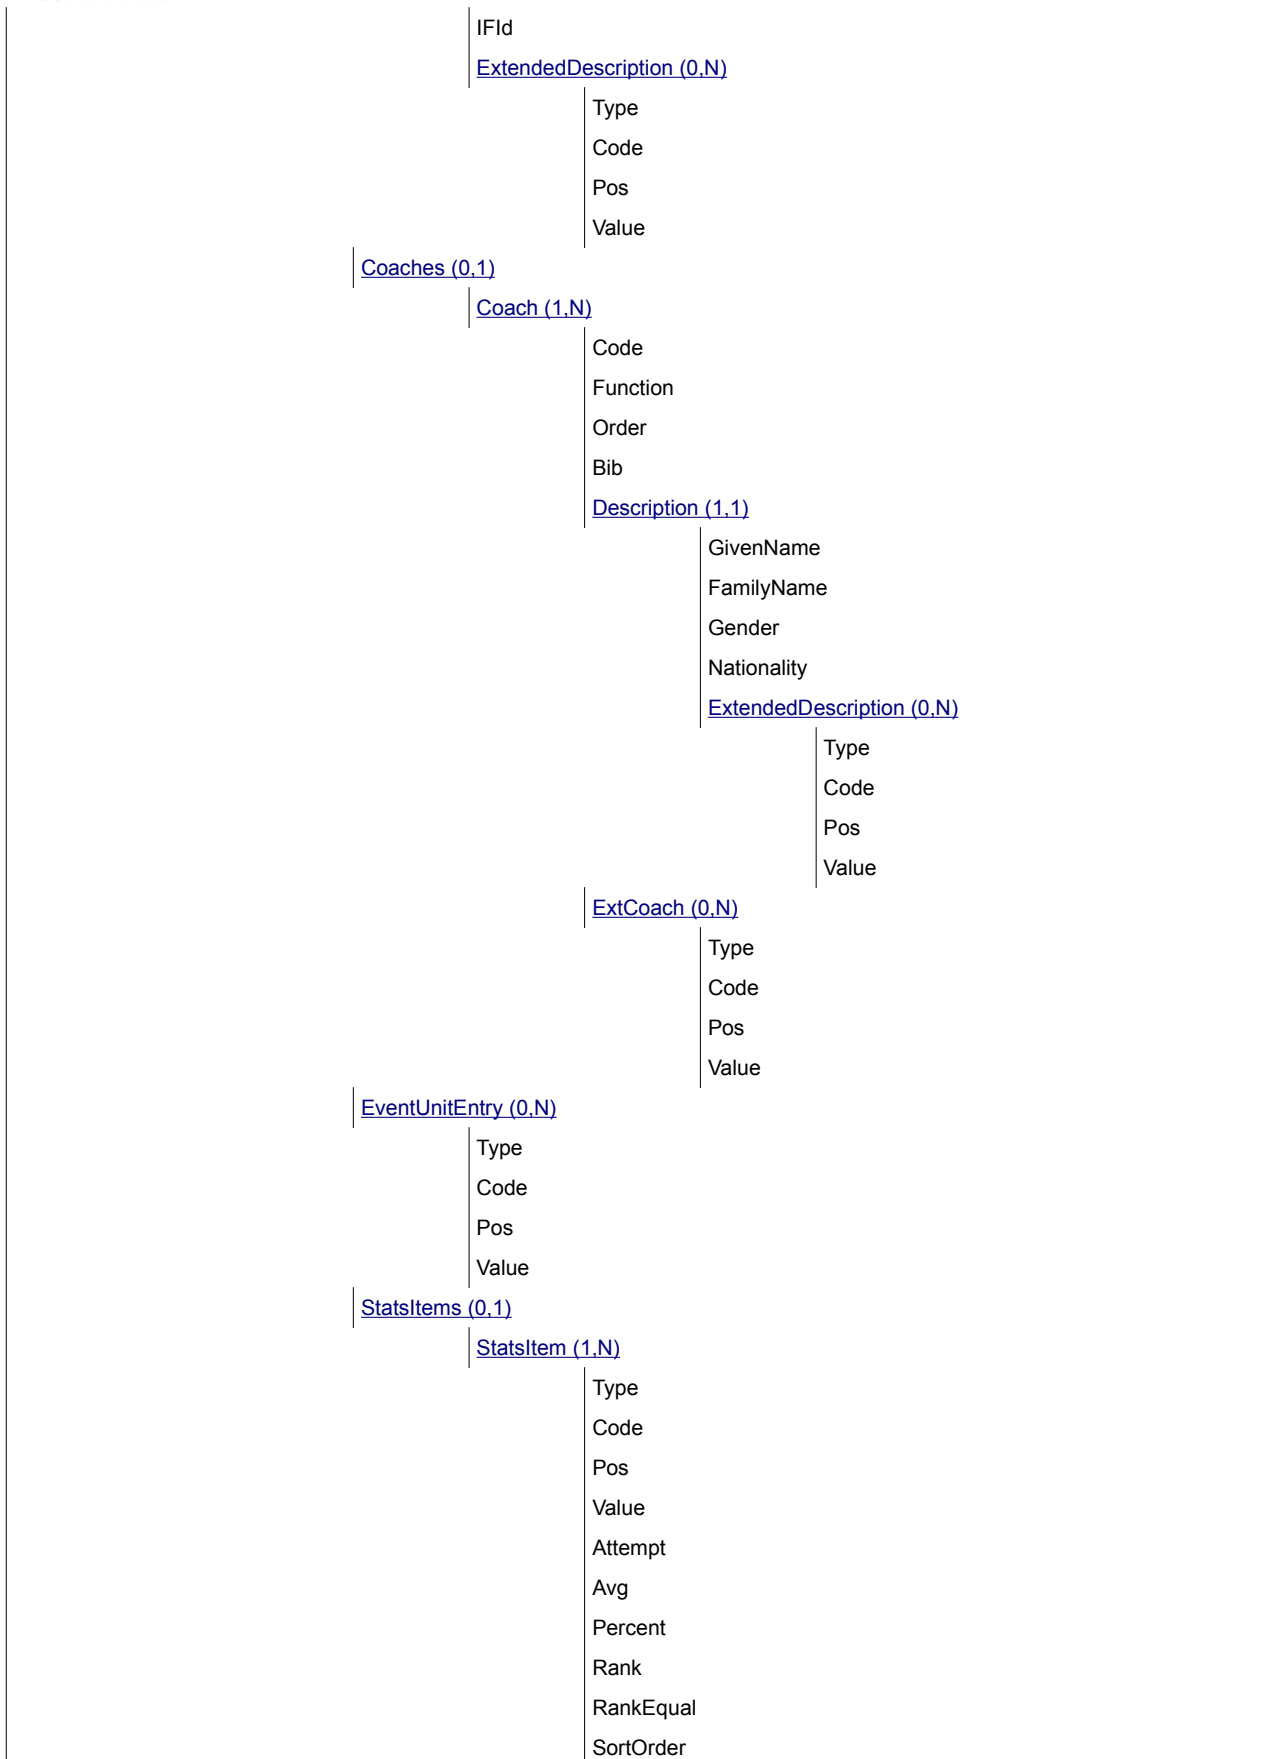 IFId
ExtendedDescription (0,N)
Type
Code
Pos
Value
Coaches (0,1)
Coach (1,N)
Code
Function
Order
Bib
Description (1,1)
GivenName
FamilyName
Gender
Nationality
ExtendedDescription (0,N)
Type
Code
Pos
Value
ExtCoach (0,N)
Type
Code
Pos
Value
EventUnitEntry (0,N)
Type
Code
Pos
Value
StatsItems (0,1)
StatsItem (1,N)
Type
Code
Pos
Value
Attempt
Avg
Percent
Rank
RankEqual
SortOrder